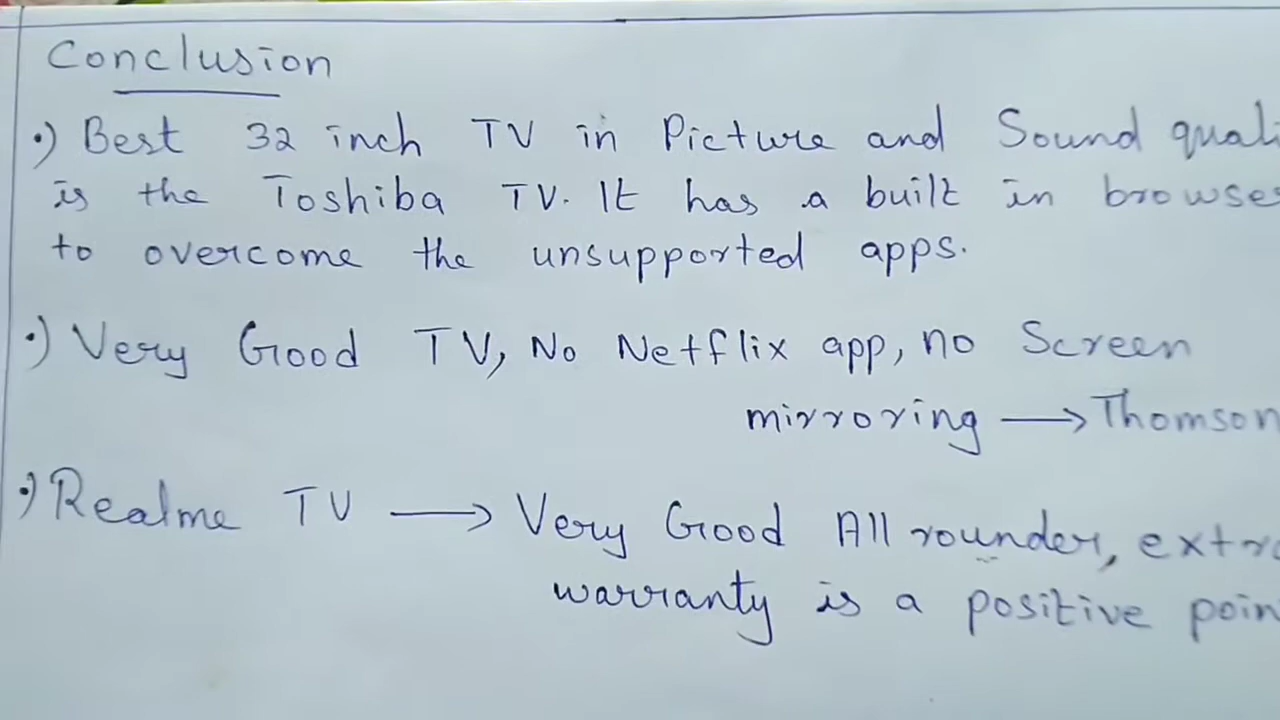 Conclusion
•) Best 32 inch TV in Picture and Sound quali
is the Toshiba TV. It has a built in browse
to overcome the unsupported apps.
•) Very Good TV, No Netflix app, no Screen
mirroring → Thomson
•) Realme TV → Very Good All rounder, extra
warranty is a positive poin